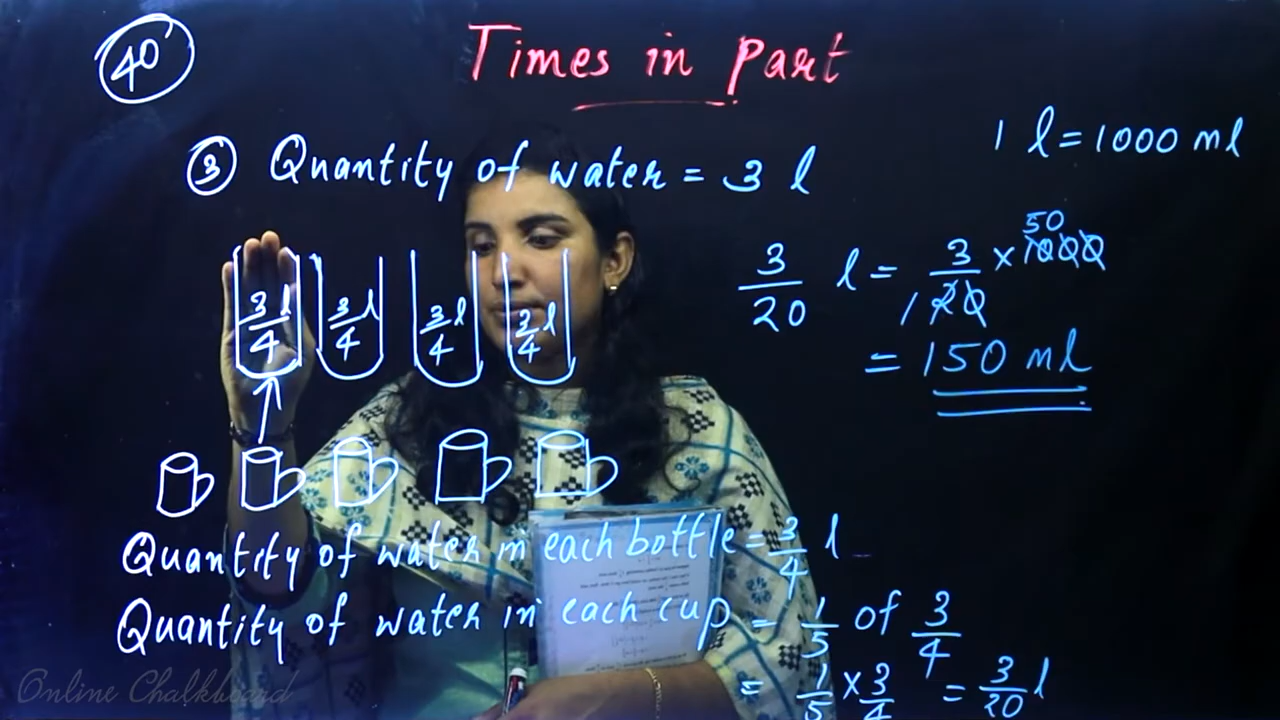 40
Times in part
1 l = 1000 ml
③ Quantity of water = 3 l
3/20 l = 3/20 × 1000
50
1
= 150 ml
3/4 l 3/4 l 3/4 l 3/4 l
Quantity of water in each bottle = 3/4 l
Quantity of water in each cup = 1/5 of 3/4
= 1/5 × 3/4 = 3/20 l
Online Chalkboard